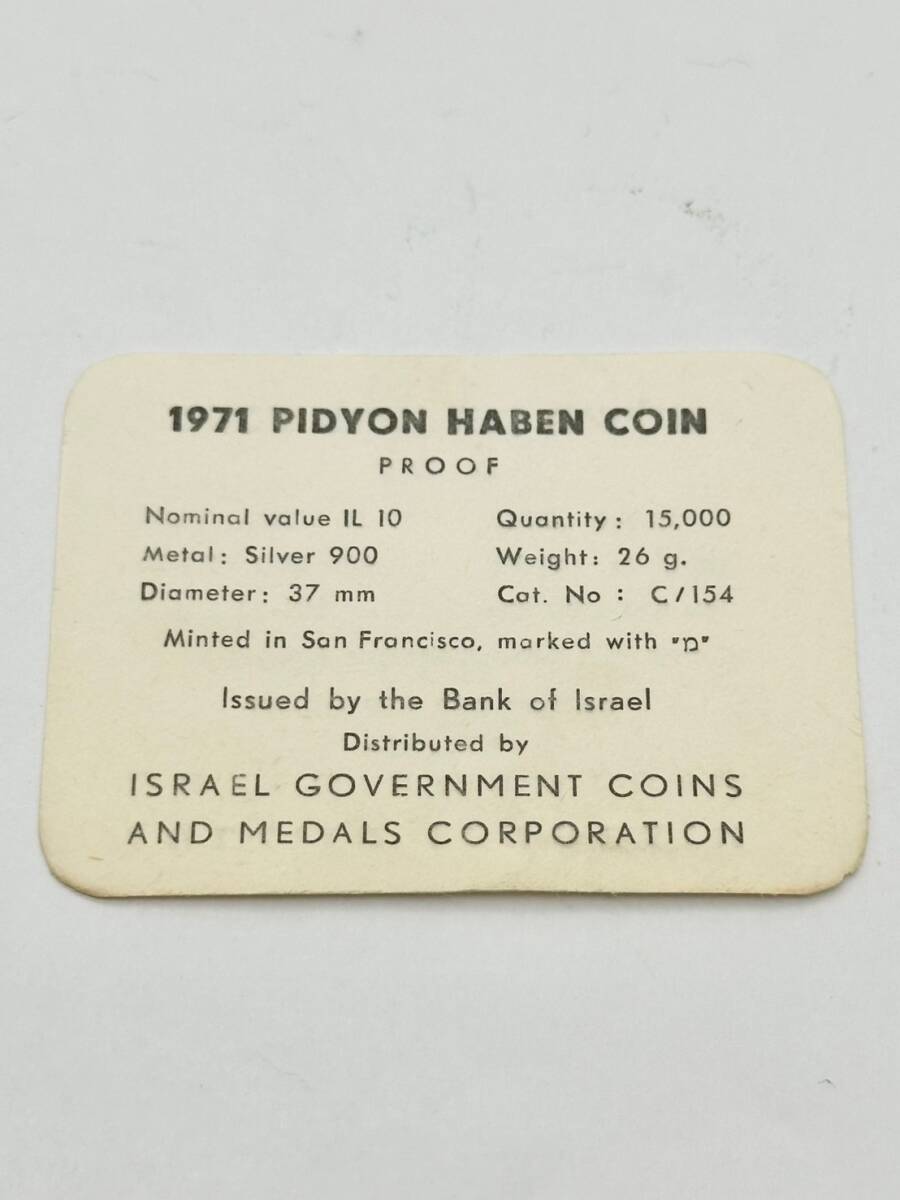 1971 PIDYON HABEN COIN
PROOF
Nominal value IL 10 Quantity: 15,000
Metal: Silver 900 Weight: 26 g.
Diameter: 37 mm Cat. No : C/154
Minted in San Francisco, marked with "מ"
Issued by the Bank of Israel
Distributed by
ISRAEL GOVERNMENT COINS
AND MEDALS CORPORATION